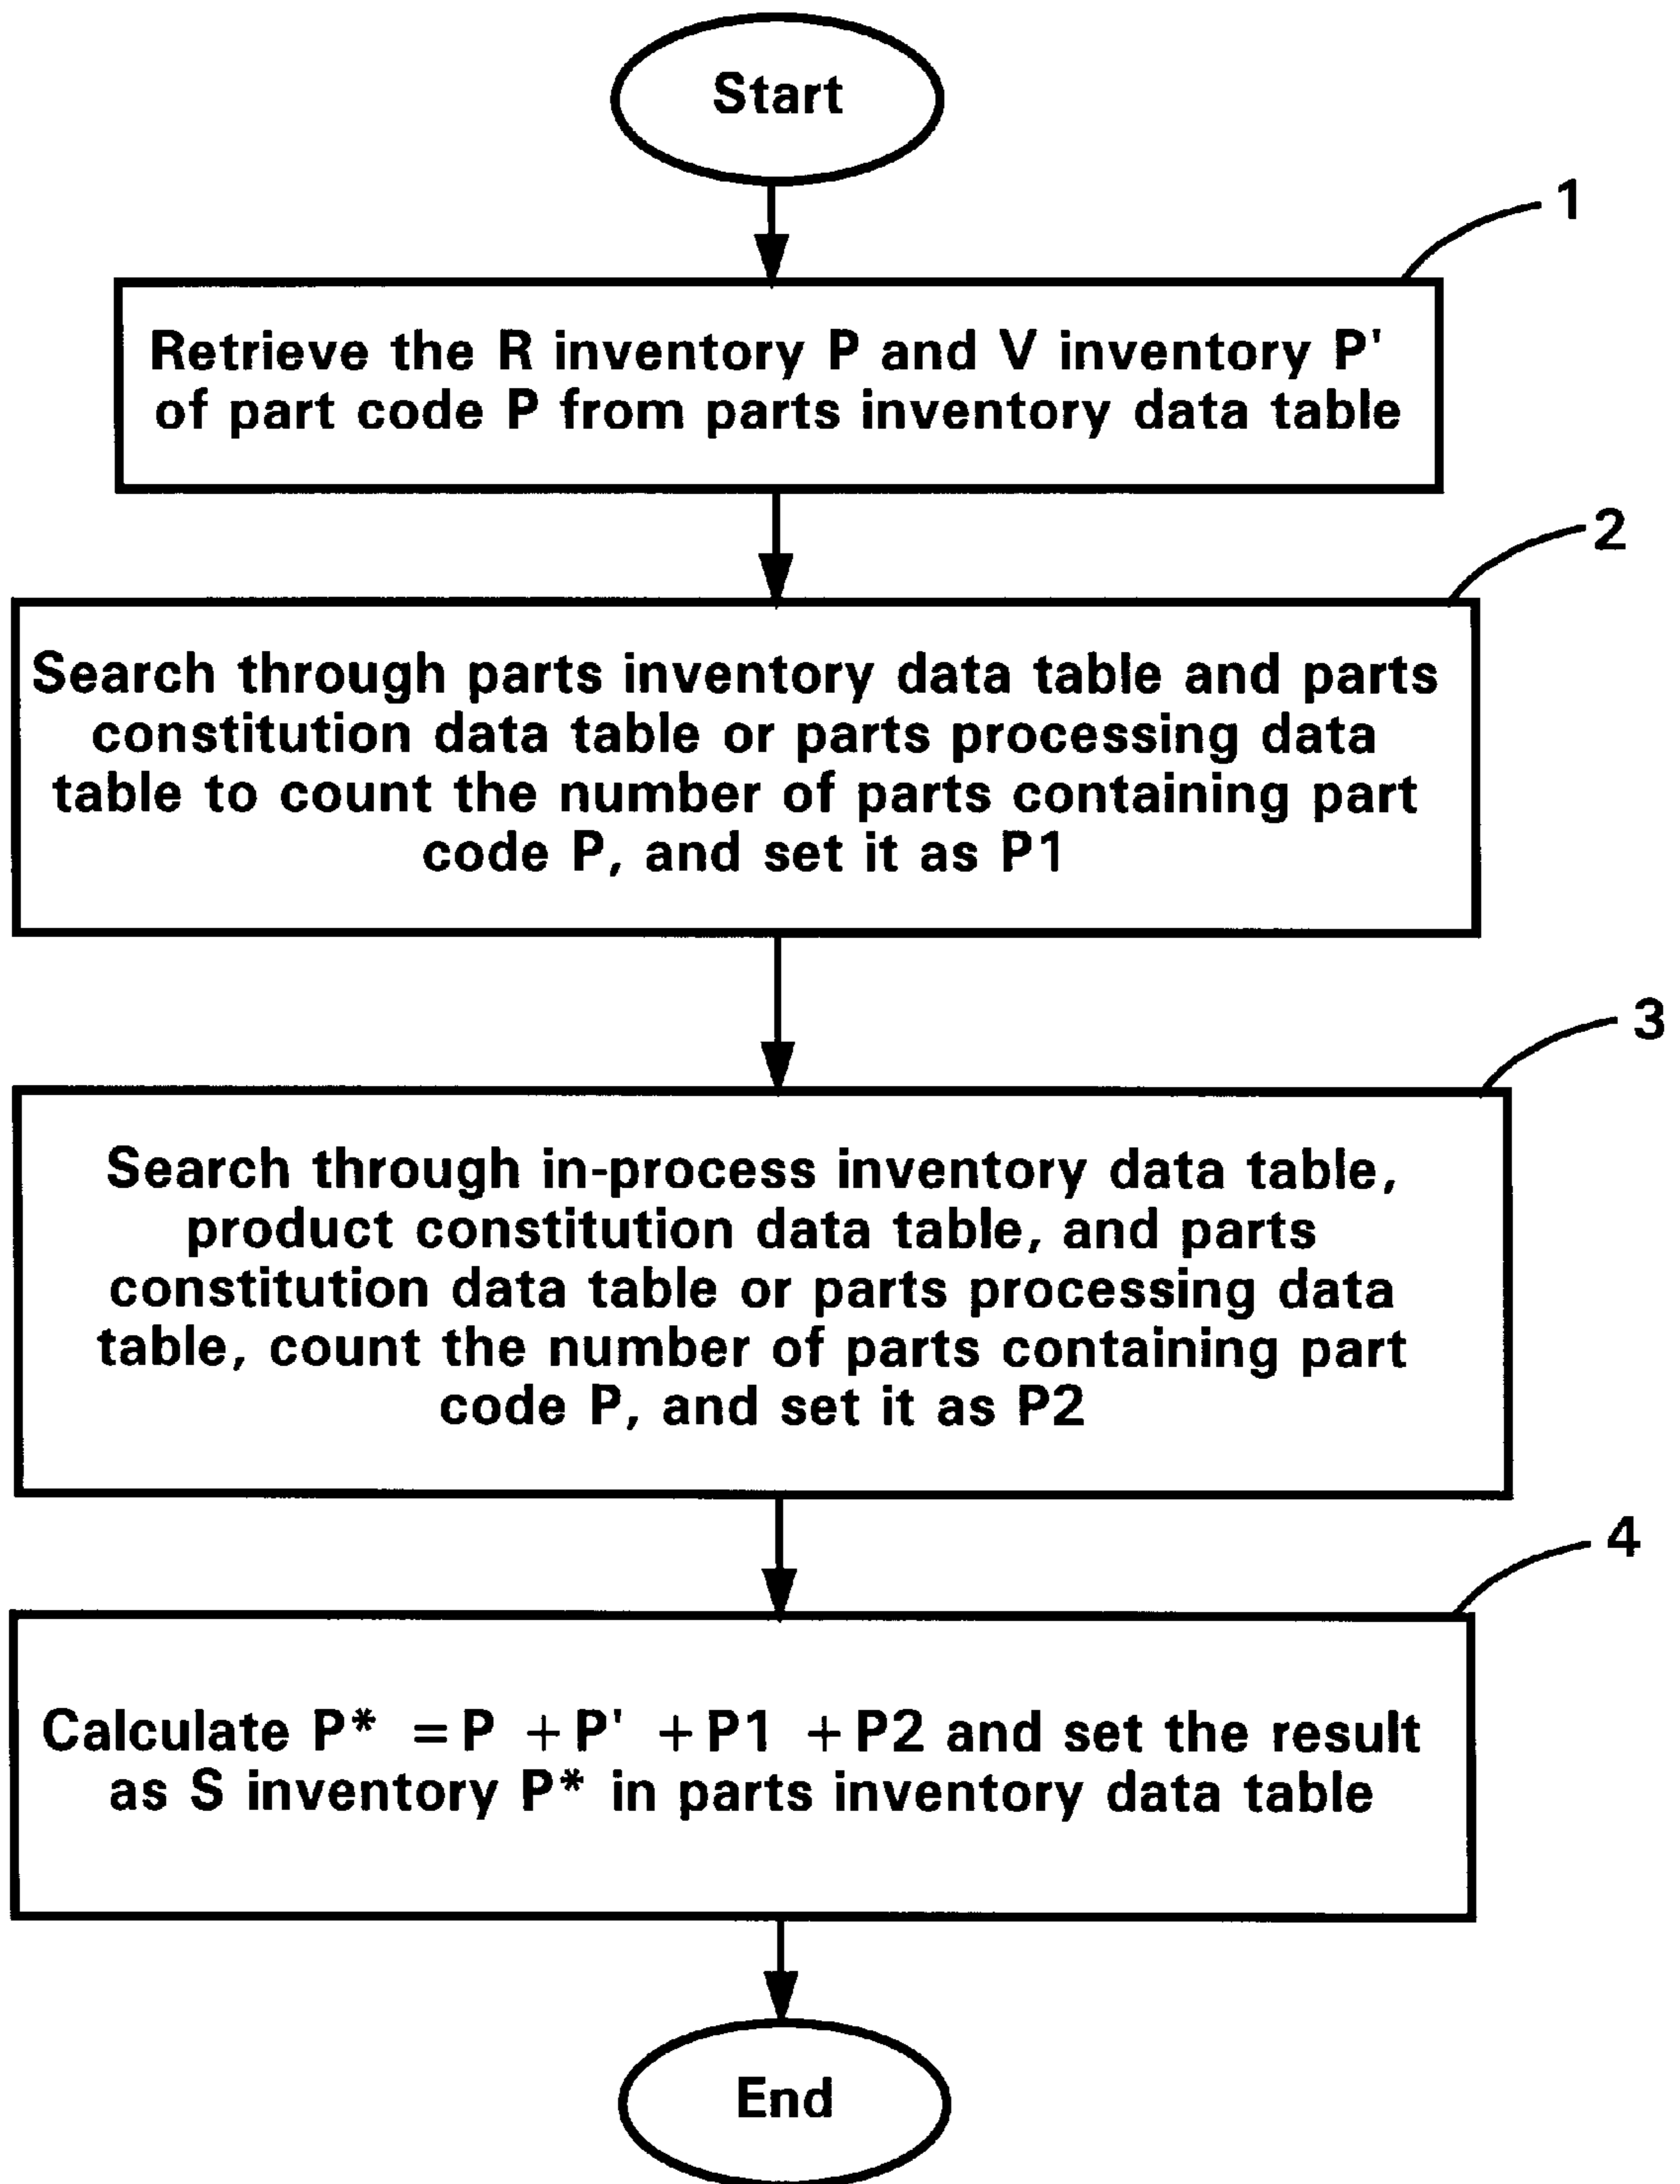 Start
1
Retrieve the R inventory P and V inventory P'
of part code P from parts inventory data table
2
Search through parts inventory data table and parts
constitution data table or parts processing data
table to count the number of parts containing part
code P, and set it as P1
3
Search through in-process inventory data table,
product constitution data table, and parts
constitution data table or parts processing data
table, count the number of parts containing part
code P, and set it as P2
4
Calculate P* = P + P' + P1 + P2 and set the result
as S inventory P* in parts inventory data table
End